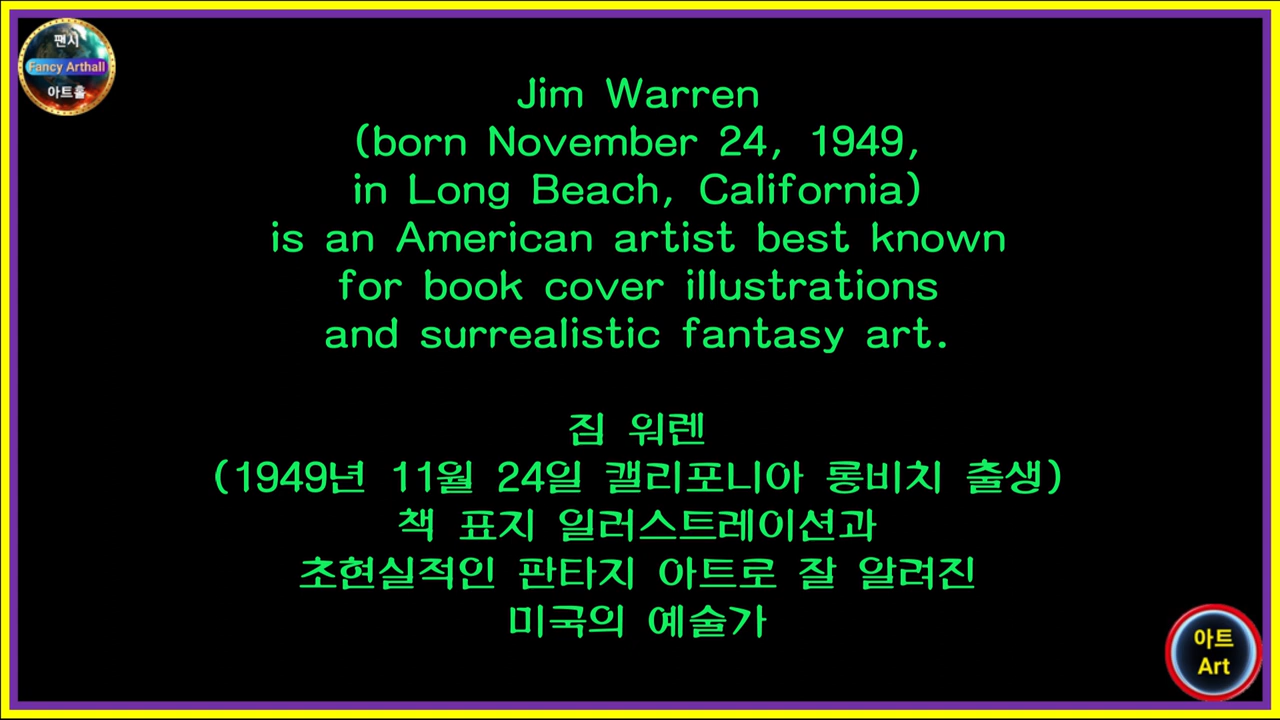 팬시
Fancy Arthall
아트홀
Jim Warren
(born November 24, 1949,
in Long Beach, California)
is an American artist best known
for book cover illustrations
and surrealistic fantasy art.
짐 워렌
(1949년 11월 24일 캘리포니아 롱비치 출생)
책 표지 일러스트레이션과
초현실적인 판타지 아트로 잘 알려진
미국의 예술가
아트
Art